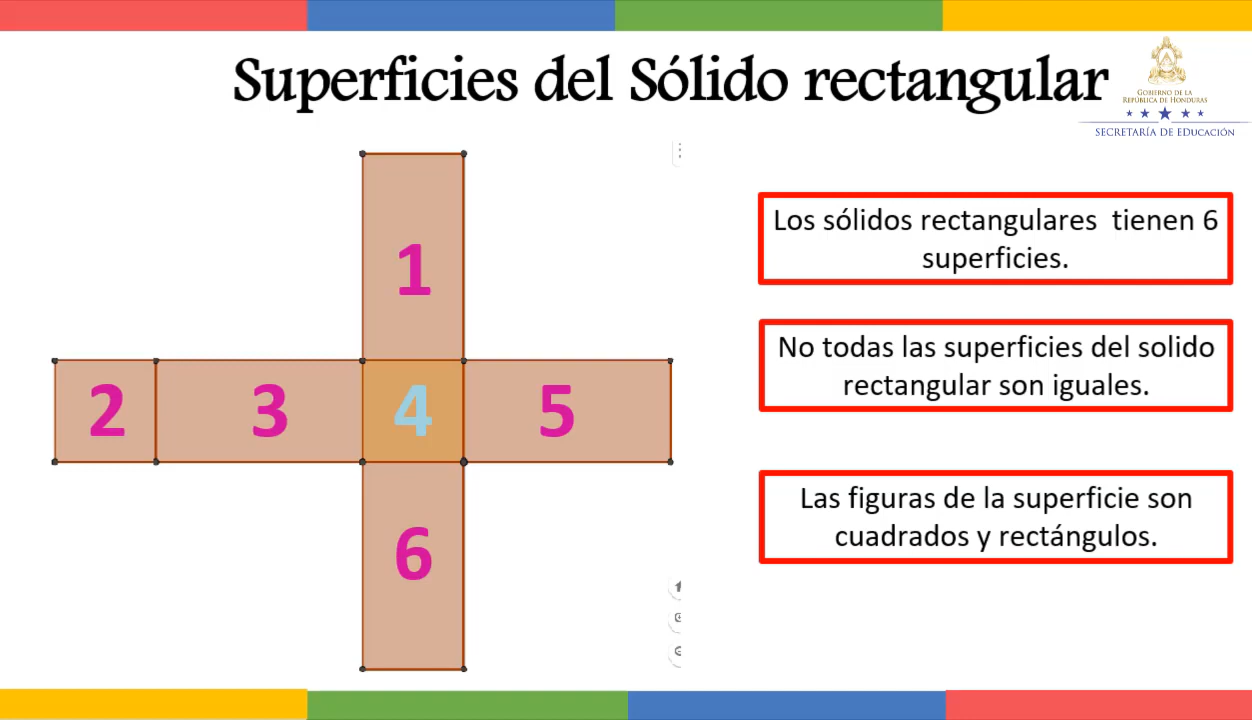 Superficies del Sólido rectangular
GOBIERNO DE LA
REPÚBLICA DE HONDURAS
SECRETARÍA DE EDUCACIÓN
Los sólidos rectangulares tienen 6
superficies.
No todas las superficies del solido
rectangular son iguales.
Las figuras de la superficie son
cuadrados y rectángulos.
1
2 3 4 5
6